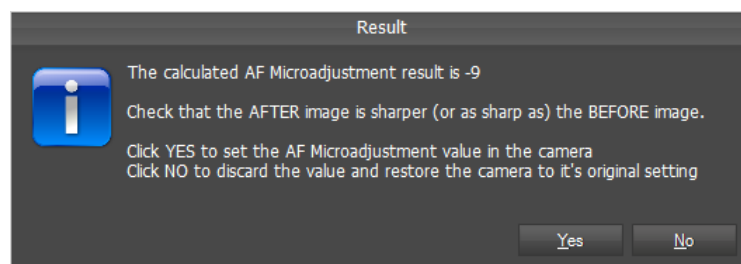 Result
The calculated AF Microadjustment result is -9
Check that the AFTER image is sharper (or as sharp as) the BEFORE image.
Click YES to set the AF Microadjustment value in the camera
Click NO to discard the value and restore the camera to it's original setting
Yes No